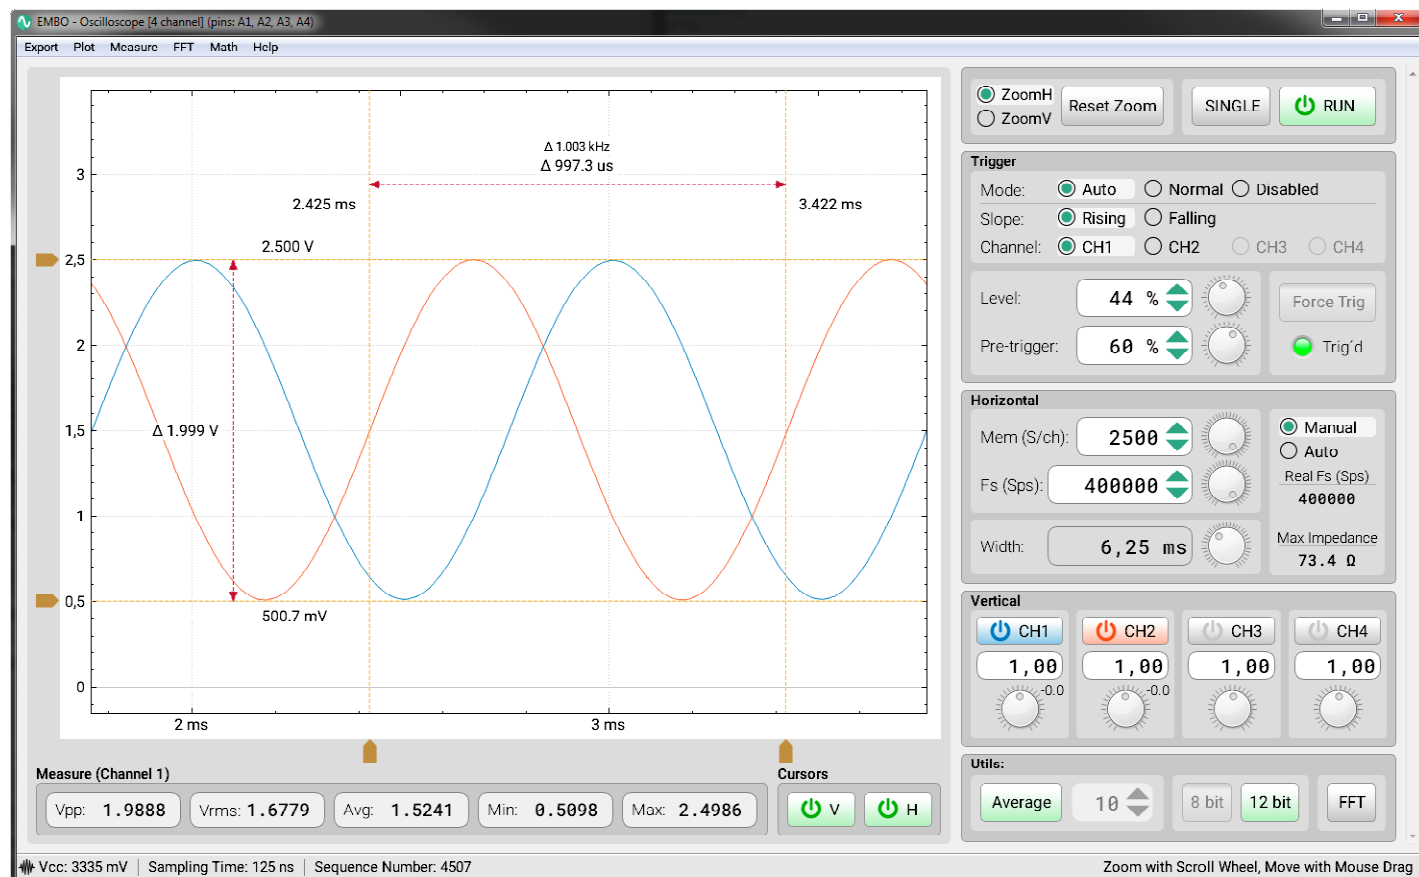 EMBO - Oscilloscope [4 channel] (pins: A1, A2, A3, A4)
Export Plot Measure FFT Math Help
Δ 1.003 kHz
Δ 997.3 us
2.425 ms
3.422 ms
2.500 V
Δ 1.999 V
500.7 mV
3
2,5
2
1,5
1
0,5
0
2 ms
3 ms
Measure (Channel 1)
Vpp: 1.9888
Vrms: 1.6779
Avg: 1.5241
Min: 0.5098
Max: 2.4986
Cursors
V
H
ZoomH
ZoomV
Reset Zoom
SINGLE
RUN
Trigger
Mode: Auto Normal Disabled
Slope: Rising Falling
Channel: CH1 CH2 CH3 CH4
Level: 44 %
Pre-trigger: 60 %
Force Trig
Trig´d
Horizontal
Mem (S/ch): 2500
Fs (Sps): 400000
Width: 6,25 ms
Manual
Auto
Real Fs (Sps)
400000
Max Impedance
73.4 Ω
Vertical
CH1 CH2 CH3 CH4
1,00 1,00 1,00 1,00
-0.0 -0.0
Utils:
Average 10 8 bit 12 bit FFT
Vcc: 3335 mV Sampling Time: 125 ns Sequence Number: 4507
Zoom with Scroll Wheel, Move with Mouse Drag